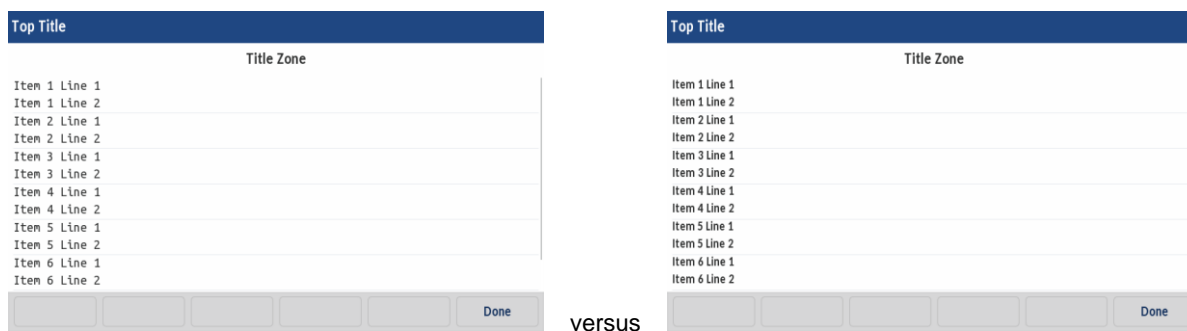 Top Title
Title Zone
Item 1 Line 1
Item 1 Line 2
Item 2 Line 1
Item 2 Line 2
Item 3 Line 1
Item 3 Line 2
Item 4 Line 1
Item 4 Line 2
Item 5 Line 1
Item 5 Line 2
Item 6 Line 1
Item 6 Line 2
Done
versus
Top Title
Title Zone
Item 1 Line 1
Item 1 Line 2
Item 2 Line 1
Item 2 Line 2
Item 3 Line 1
Item 3 Line 2
Item 4 Line 1
Item 4 Line 2
Item 5 Line 1
Item 5 Line 2
Item 6 Line 1
Item 6 Line 2
Done